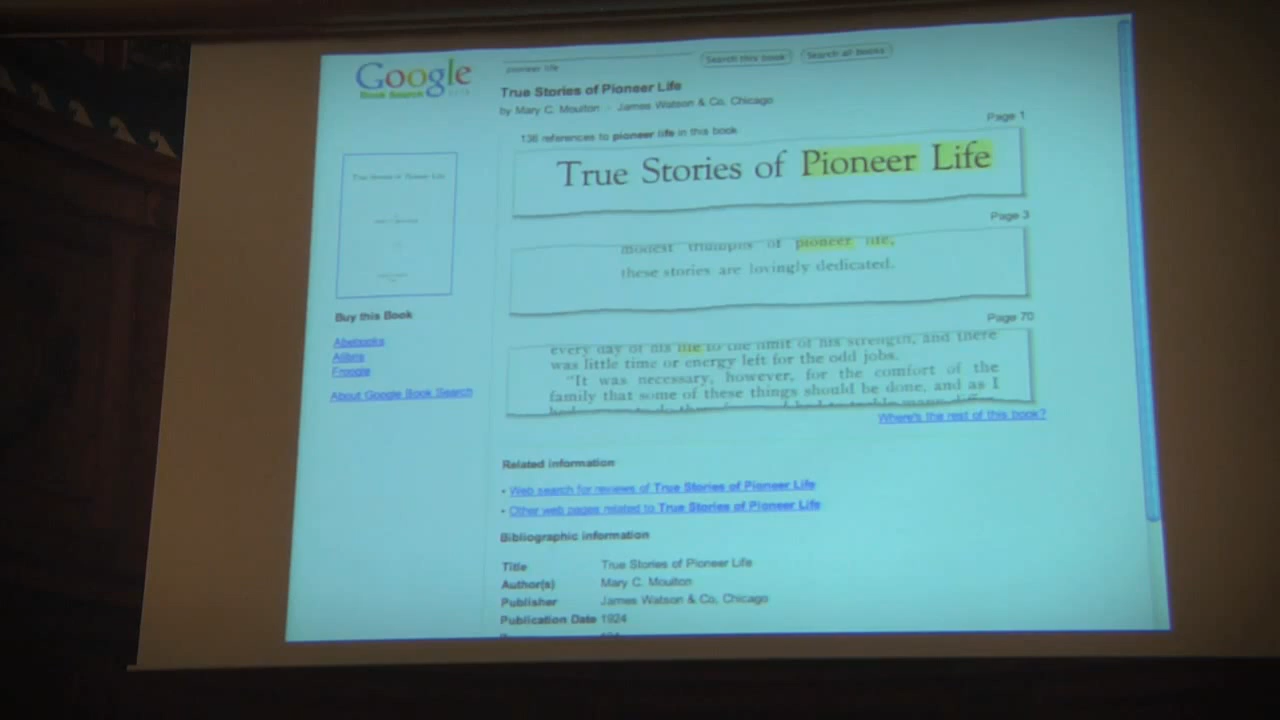 Google
Book Search BETA
pioneer life
Search this book
Search all books
True Stories of Pioneer Life
by Mary C. Moulton - James Watson & Co, Chicago
136 references to pioneer life in this book
Page 1
True Stories of Pioneer Life
Page 3
modest triumphs of pioneer life,
these stories are lovingly dedicated.
Page 70
every day of his life to the limit of his strength, and there
was little time or energy left for the odd jobs.
"It was necessary, however, for the comfort of the
family that some of these things should be done, and as I
Where's the rest of this book?
True Stories of Pioneer Life
Buy this Book
Abebooks
Alibris
Froogle
About Google Book Search
Related information
• Web search for reviews of True Stories of Pioneer Life
• Other web pages related to True Stories of Pioneer Life
Bibliographic information
Title True Stories of Pioneer Life
Author(s) Mary C. Moulton
Publisher James Watson & Co, Chicago
Publication Date 1924